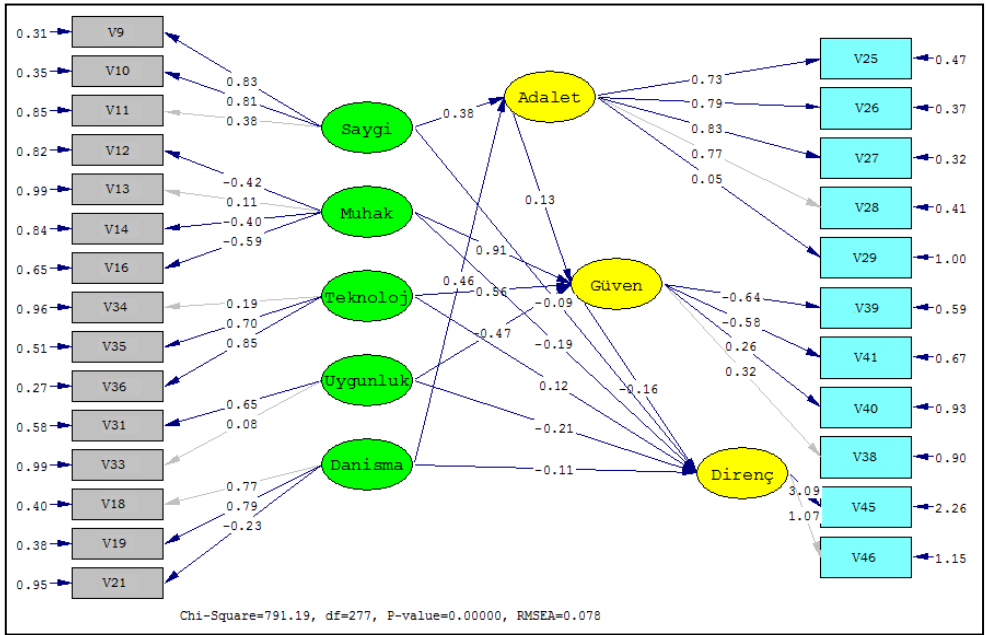 0.31 V9
0.35 V10
0.85 V11
0.82 V12
0.99 V13
0.84 V14
0.65 V16
0.96 V34
0.51 V35
0.27 V36
0.58 V31
0.99 V33
0.40 V18
0.38 V19
0.95 V21
0.83
0.81
0.38
-0.42
0.11
-0.40
-0.59
0.19
0.70
0.85
0.65
0.08
0.77
0.79
-0.23
Saygi
Muhak
Teknoloj
Uygunluk
Danisma
0.38
0.13
0.91
0.46
0.56
-0.09
-0.47
-0.19
0.12
-0.16
-0.21
-0.11
Adalet
Güven
Direnç
0.73
0.79
0.83
0.77
0.05
-0.64
-0.58
0.26
0.32
3.09
1.07
V25 0.47
V26 0.37
V27 0.32
V28 0.41
V29 1.00
V39 0.59
V41 0.67
V40 0.93
V38 0.90
V45 2.26
V46 1.15
Chi-Square=791.19, df=277, P-value=0.00000, RMSEA=0.078